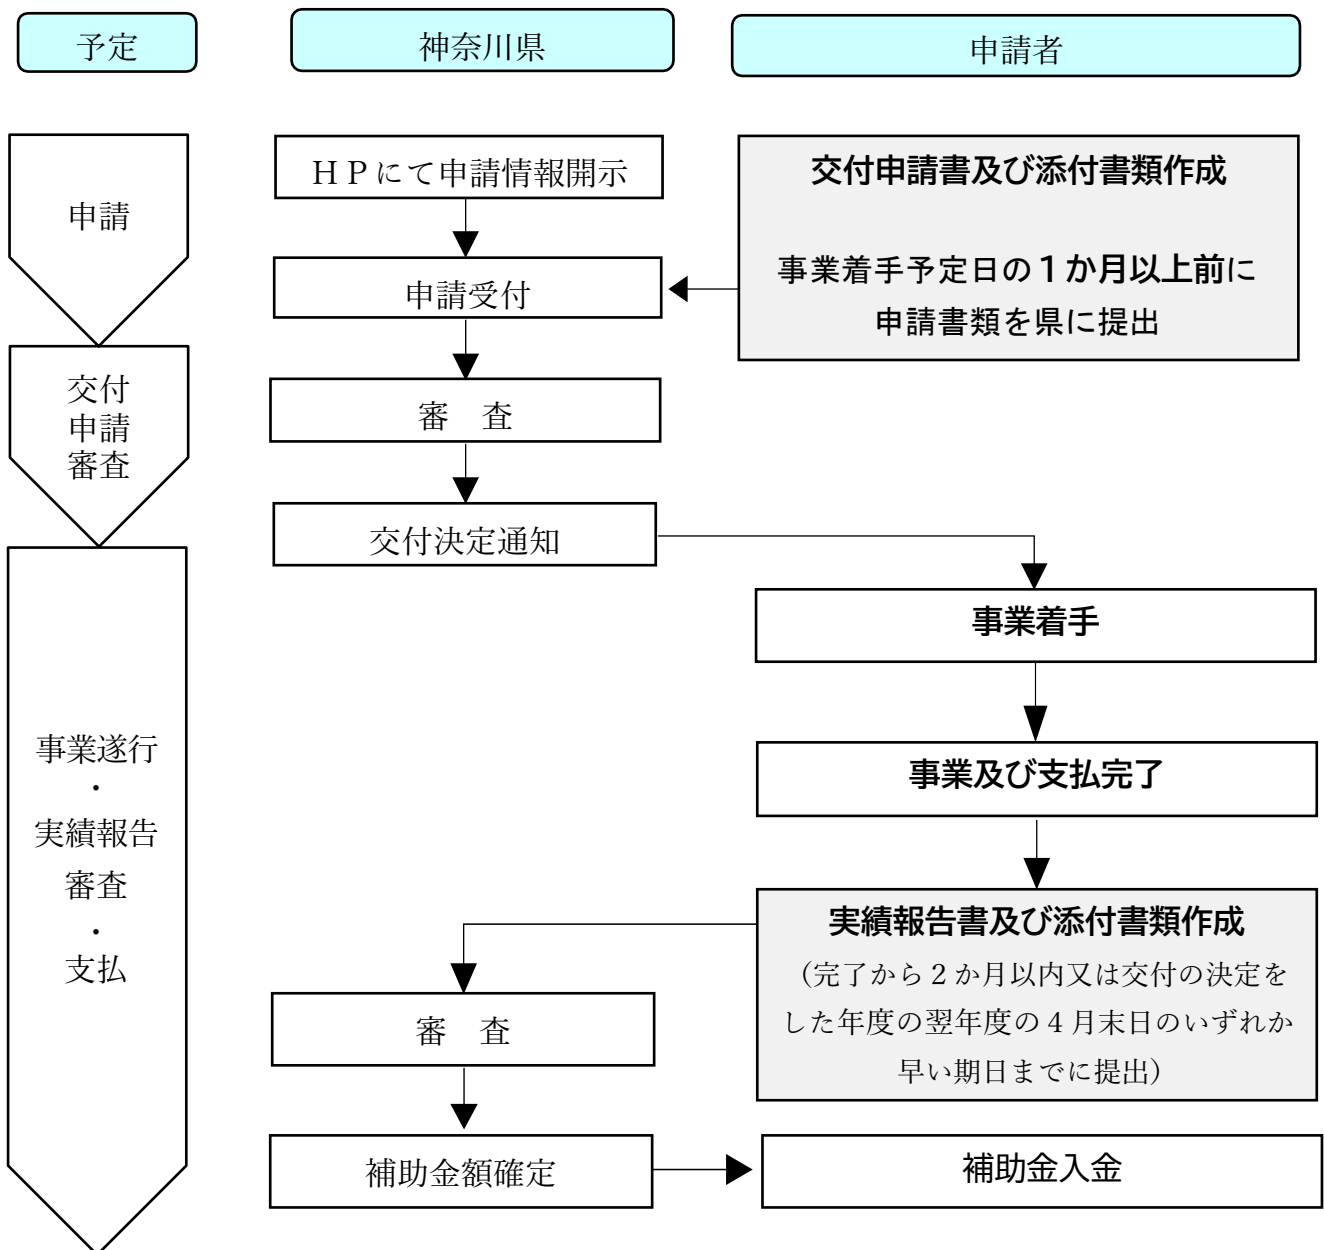 予定
神奈川県
申請者
申請
ＨＰにて申請情報開示
交付申請書及び添付書類作成
事業着手予定日の１か月以上前に
申請書類を県に提出
申請受付
交付
申請
審査
審　査
交付決定通知
事業着手
事業及び支払完了
事業遂行
・
実績報告
審査
・
支払
実績報告書及び添付書類作成
（完了から２か月以内又は交付の決定を
した年度の翌年度の４月末日のいずれか
早い期日までに提出）
審　査
補助金額確定
補助金入金